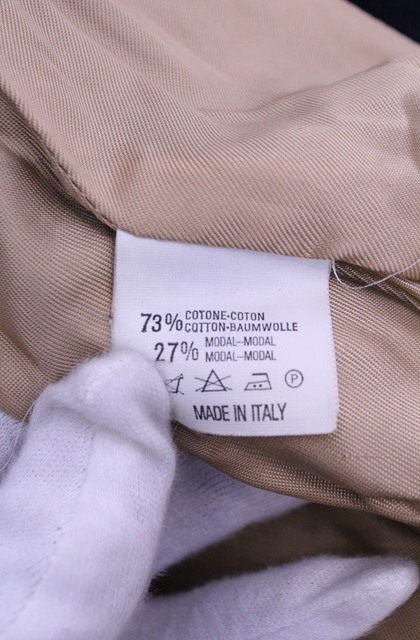 73% COTONE-COTON
COTTON-BAUMWOLLE
27% MODAL-MODAL
MODAL-MODAL
P
MADE IN ITALY